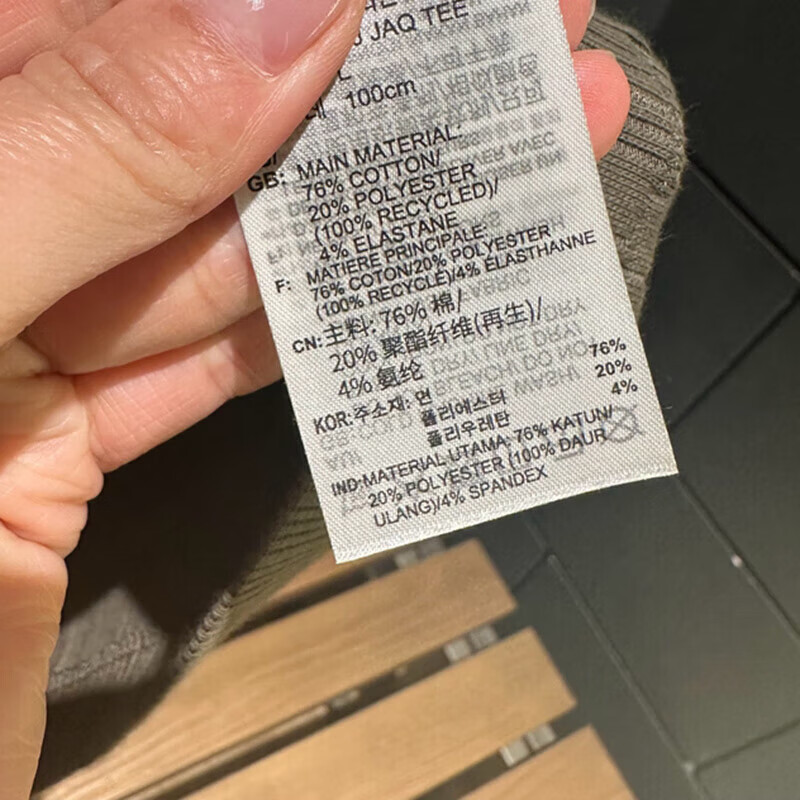 JAQ TEE
100cm
GB: MAIN MATERIAL:
76% COTTON/
20% POLYESTER
(100% RECYCLED)/
4% ELASTANE
F: MATIERE PRINCIPALE:
76% COTON/20% POLYESTER
(100% RECYCLE)/4% ELASTHANNE
CN: 主料: 76% 棉/
20% 聚酯纤维(再生)/
4% 氨纶
KOR: 주소재: 면 76%
폴리에스터 20%
폴리우레탄 4%
IND: MATERIAL UTAMA: 76% KATUN/
20% POLYESTER (100% DAUR
ULANG)/4% SPANDEX